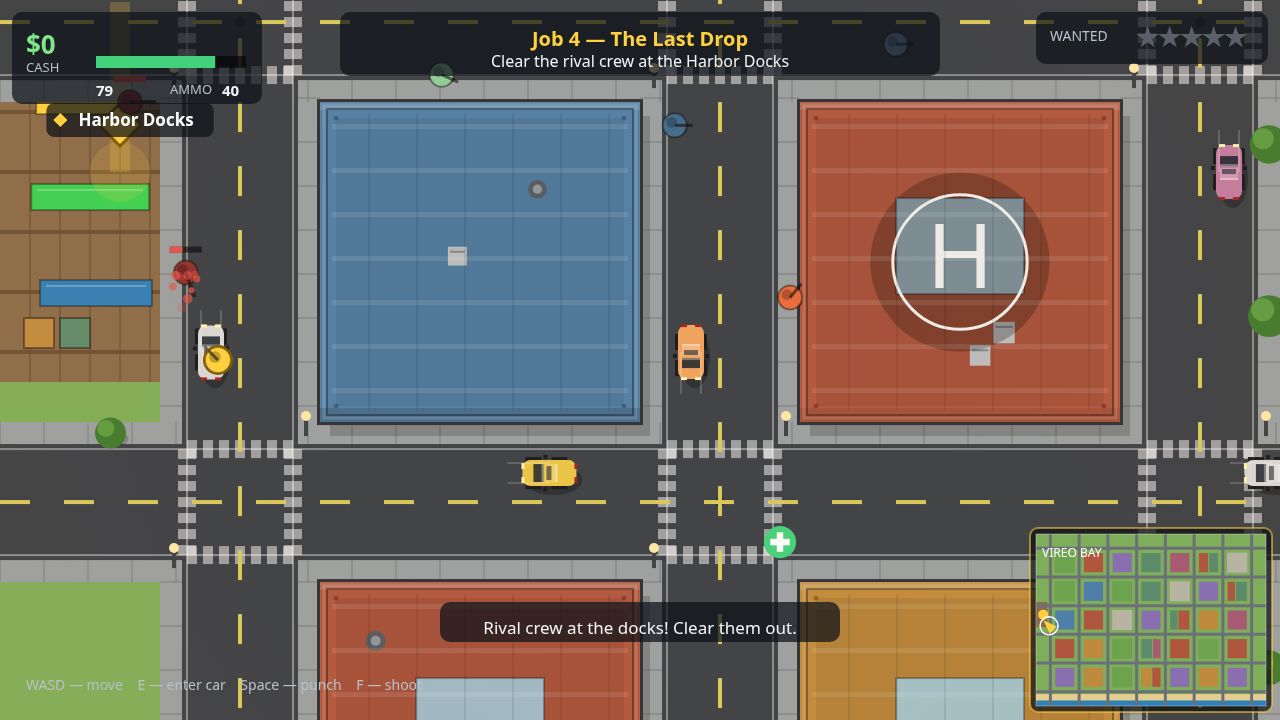 $0
CASH
79
AMMO 40
Job 4 — The Last Drop
Clear the rival crew at the Harbor Docks
WANTED
Harbor Docks
H
VIREO BAY
Rival crew at the docks! Clear them out.
WASD — move E — enter car Space — punch F — shoot